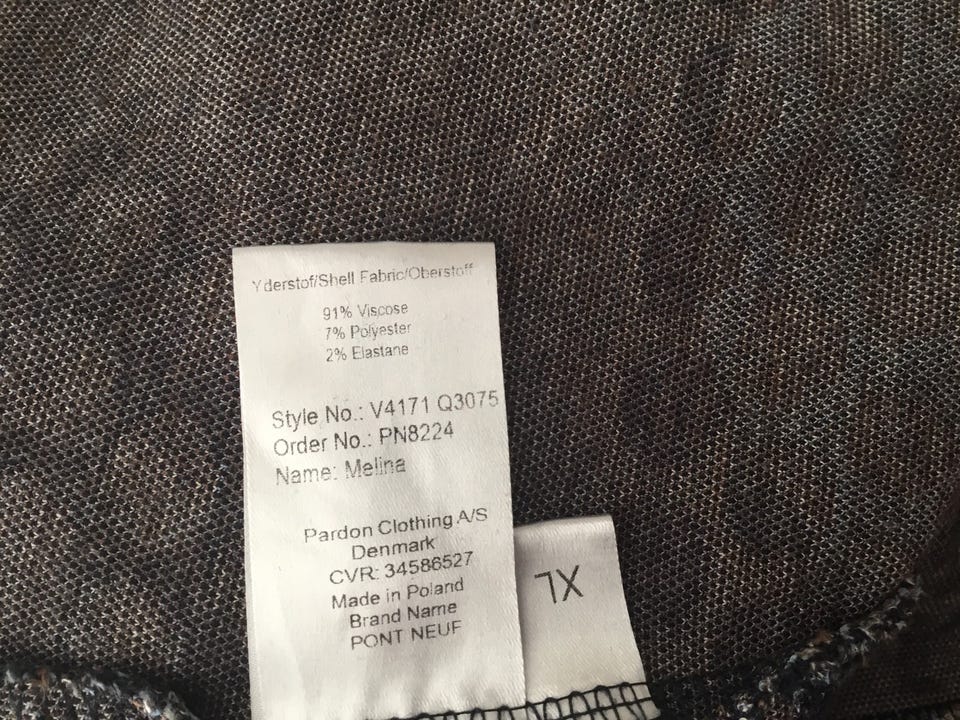 Yderstof/Shell Fabric/Oberstoff
91% Viscose
7% Polyester
2% Elastane
Style No.: V4171 Q3075
Order No.: PN8224
Name: Melina
Pardon Clothing A/S
Denmark
CVR: 34586527
Made in Poland
Brand Name
PONT NEUF
XL